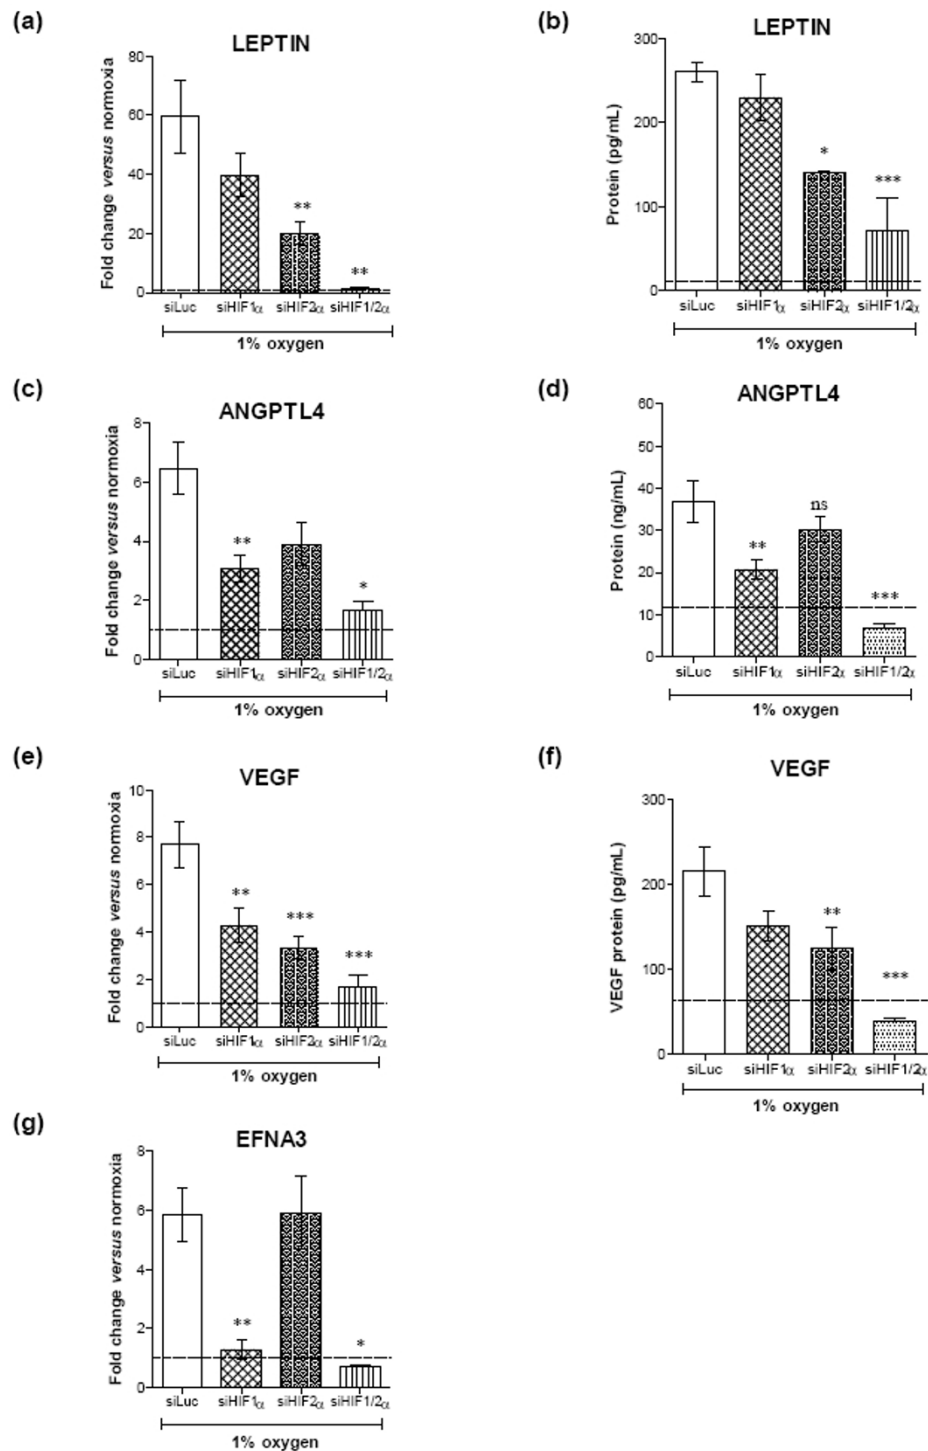 (a)
LEPTIN
Fold change versus normoxia
80
60
40
20
0
**
**
siLuc siHIF1α siHIF2α siHIF1/2α
1% oxygen
(b)
LEPTIN
Protein (pg/mL)
300
200
100
0
*
***
siLuc siHIF1α siHIF2α siHIF1/2α
1% oxygen
(c)
ANGPTL4
Fold change versus normoxia
8
6
4
2
0
**
*
siLuc siHIF1α siHIF2α siHIF1/2α
1% oxygen
(d)
ANGPTL4
Protein (ng/mL)
60
40
30
20
10
0
**
ns
***
siLuc siHIF1α siHIF2α siHIF1/2α
1% oxygen
(e)
VEGF
Fold change versus normoxia
10
8
6
4
2
0
**
***
***
siLuc siHIF1α siHIF2α siHIF1/2α
1% oxygen
(f)
VEGF
VEGF protein (pg/mL)
300
200
100
0
**
***
siLuc siHIF1α siHIF2α siHIF1/2α
1% oxygen
(g)
EFNA3
Fold change versus normoxia
8
6
4
2
0
**
*
siLuc siHIF1α siHIF2α siHIF1/2α
1% oxygen